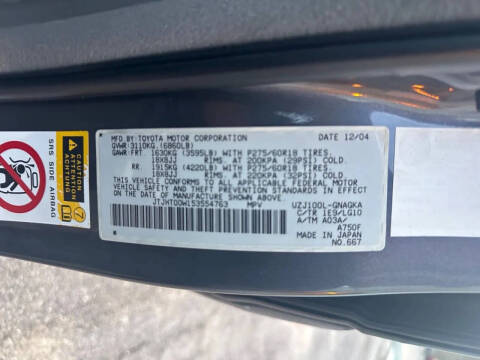 MFD BY: TOYOTA MOTOR CORPORATION DATE 12/04
GVWR: 3110KG (6860LB)
GAWR: FRT 1630KG (3595LB) WITH P275/60R18 TIRES,
18X8JJ RIMS, AT 200KPA (29PSI) COLD.
RR 1915KG (4220LB) WITH P275/60R18 TIRES,
18X8JJ RIMS, AT 220KPA (32PSI) COLD.
THIS VEHICLE CONFORMS TO ALL APPLICABLE FEDERAL MOTOR
VEHICLE SAFETY AND THEFT PREVENTION STANDARDS
IN EFFECT ON THE DATE OF MANUFACTURE SHOWN ABOVE.
JTJHT00W153554763 MPV UZJ100L-GNAGKA
C/TR 1E9/LG10
A/TM A03A/
A750F
MADE IN JAPAN
NO.667
SRS SIDE